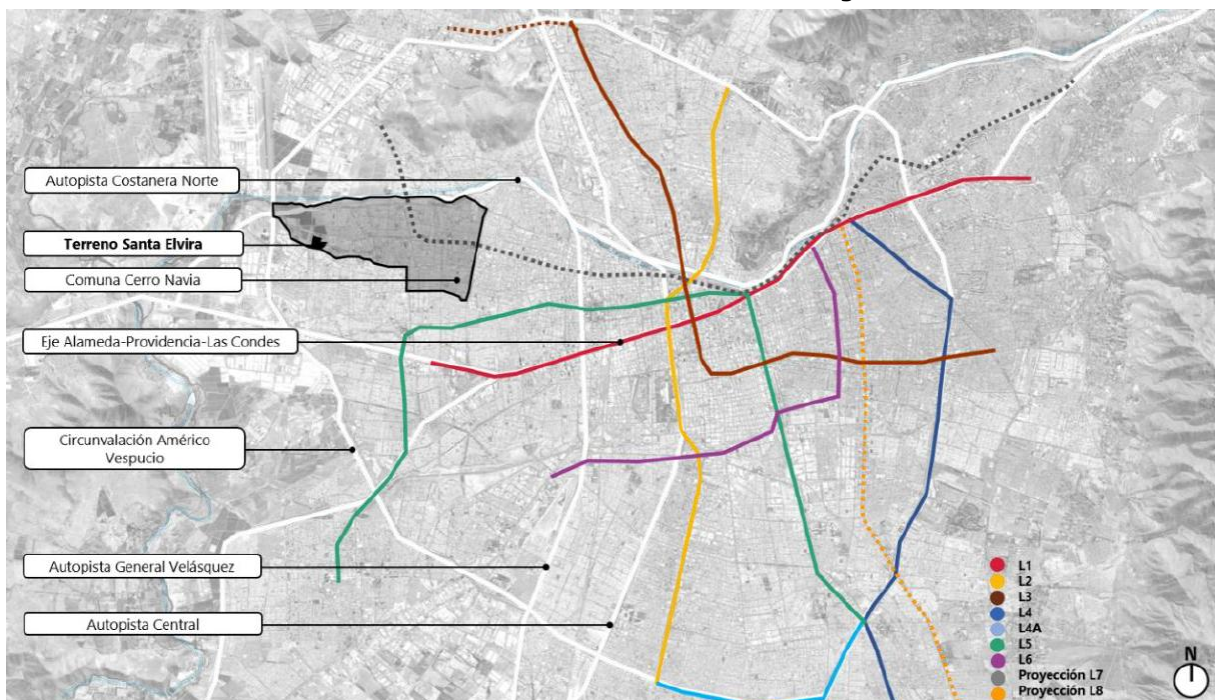 Autopista Costanera Norte
Terreno Santa Elvira
Comuna Cerro Navia
Eje Alameda-Providencia-Las Condes
Circunvalación Américo
Vespucio
Autopista General Velásquez
Autopista Central
L1
L2
L3
L4
L4A
L5
L6
Proyección L7
Proyección L8
N